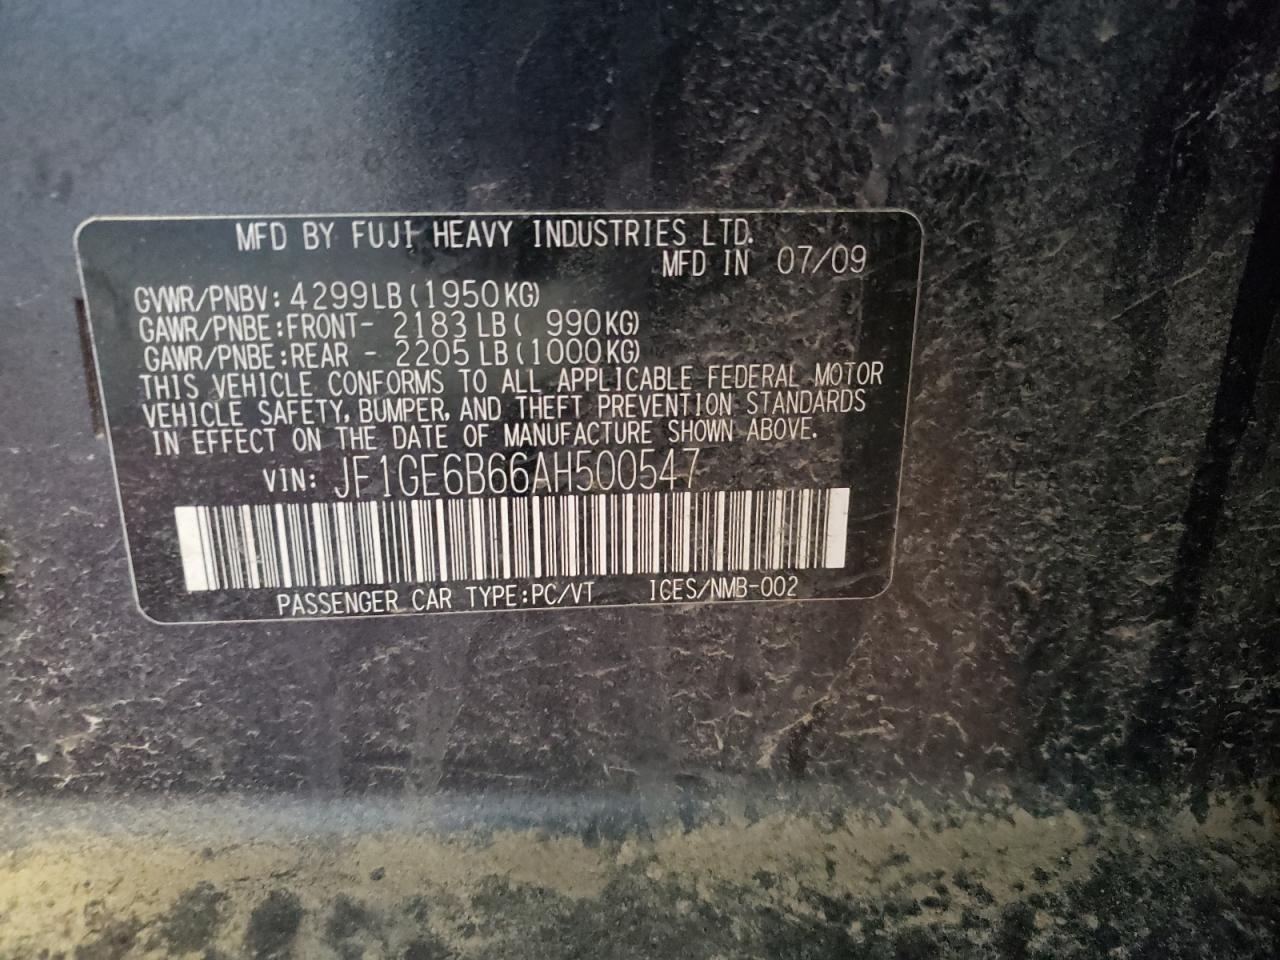 MFD BY FUJI HEAVY INDUSTRIES LTD.
MFD IN 07/09
GVWR/PNBV: 4299LB(1950KG)
GAWR/PNBE:FRONT- 2183LB( 990KG)
GAWR/PNBE:REAR - 2205LB(1000KG)
THIS VEHICLE CONFORMS TO ALL APPLICABLE FEDERAL MOTOR
VEHICLE SAFETY, BUMPER, AND THEFT PREVENTION STANDARDS
IN EFFECT ON THE DATE OF MANUFACTURE SHOWN ABOVE.
VIN: JF1GE6B66AH500547
PASSENGER CAR TYPE:PC/VT ICES/NMB-002